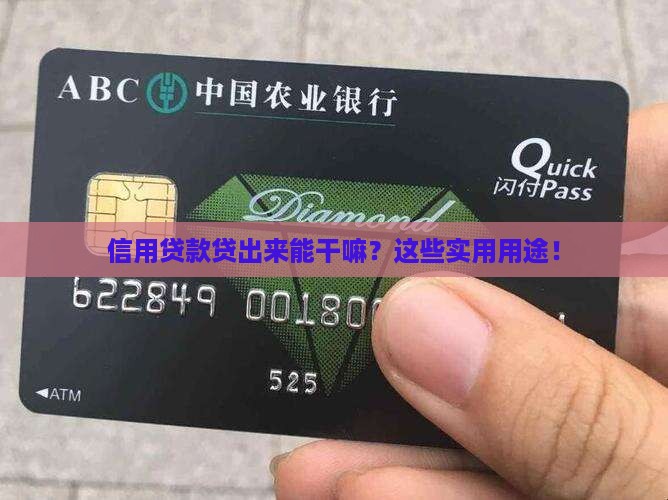 ABC 中国农业银行
Quick
闪付Pass
Diamond
信用贷款贷出来能干嘛？这些实用用途！
622849 00180
525
◀ATM